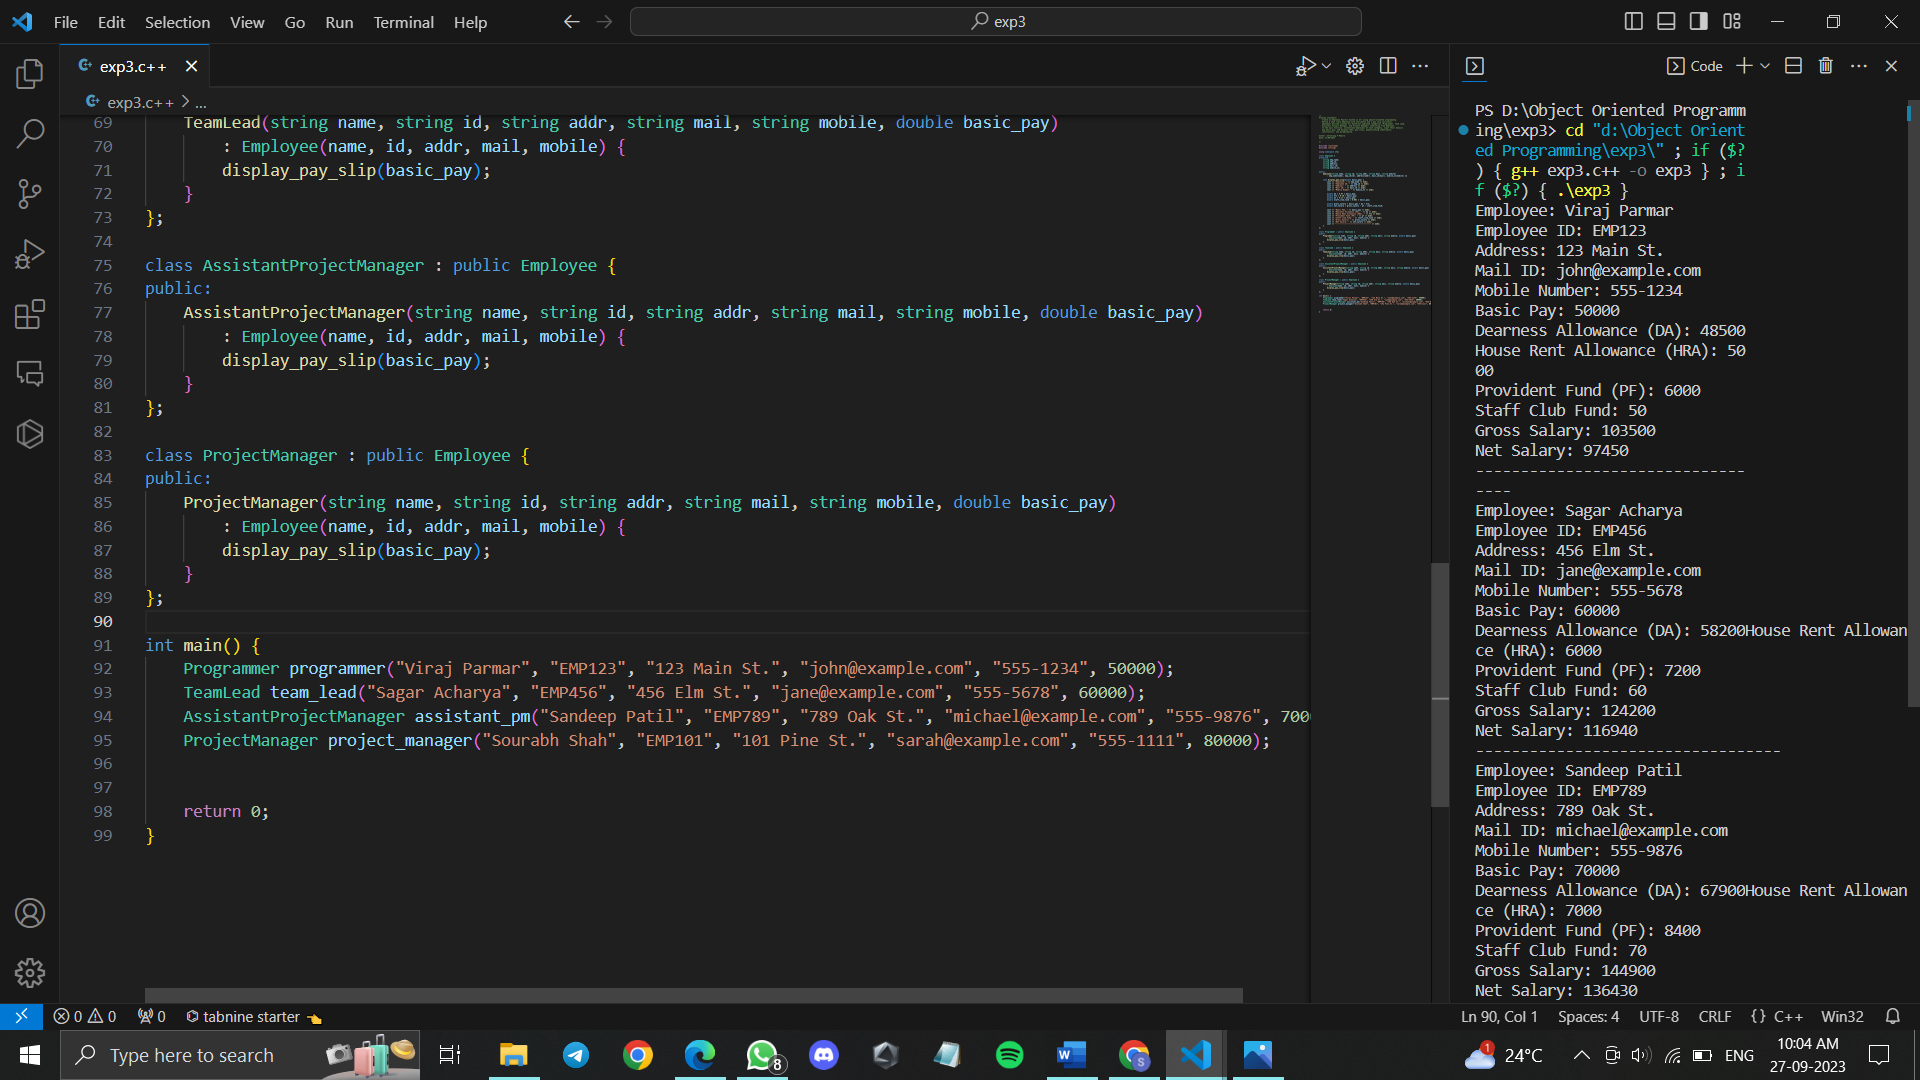 File Edit Selection View Go Run Terminal Help
exp3
exp3.c++
exp3.c++ > ...
69 TeamLead(string name, string id, string addr, string mail, string mobile, double basic_pay)
70 : Employee(name, id, addr, mail, mobile) {
71 display_pay_slip(basic_pay);
72 }
73 };
74
75 class AssistantProjectManager : public Employee {
76 public:
77 AssistantProjectManager(string name, string id, string addr, string mail, string mobile, double basic_pay)
78 : Employee(name, id, addr, mail, mobile) {
79 display_pay_slip(basic_pay);
80 }
81 };
82
83 class ProjectManager : public Employee {
84 public:
85 ProjectManager(string name, string id, string addr, string mail, string mobile, double basic_pay)
86 : Employee(name, id, addr, mail, mobile) {
87 display_pay_slip(basic_pay);
88 }
89 };
90
91 int main() {
92 Programmer programmer("Viraj Parmar", "EMP123", "123 Main St.", "john@example.com", "555-1234", 50000);
93 TeamLead team_lead("Sagar Acharya", "EMP456", "456 Elm St.", "jane@example.com", "555-5678", 60000);
94 AssistantProjectManager assistant_pm("Sandeep Patil", "EMP789", "789 Oak St.", "michael@example.com", "555-9876", 700
95 ProjectManager project_manager("Sourabh Shah", "EMP101", "101 Pine St.", "sarah@example.com", "555-1111", 80000);
96
97
98 return 0;
99 }
Code
PS D:\Object Oriented Programm
ing\exp3> cd "d:\Object Orient
ed Programming\exp3\" ; if ($?
) { g++ exp3.c++ -o exp3 } ; i
f ($?) { .\exp3 }
Employee: Viraj Parmar
Employee ID: EMP123
Address: 123 Main St.
Mail ID: john@example.com
Mobile Number: 555-1234
Basic Pay: 50000
Dearness Allowance (DA): 48500
House Rent Allowance (HRA): 50
00
Provident Fund (PF): 6000
Staff Club Fund: 50
Gross Salary: 103500
Net Salary: 97450
------------------------------
----
Employee: Sagar Acharya
Employee ID: EMP456
Address: 456 Elm St.
Mail ID: jane@example.com
Mobile Number: 555-5678
Basic Pay: 60000
Dearness Allowance (DA): 58200House Rent Allowan
ce (HRA): 6000
Provident Fund (PF): 7200
Staff Club Fund: 60
Gross Salary: 124200
Net Salary: 116940
----------------------------------
Employee: Sandeep Patil
Employee ID: EMP789
Address: 789 Oak St.
Mail ID: michael@example.com
Mobile Number: 555-9876
Basic Pay: 70000
Dearness Allowance (DA): 67900House Rent Allowan
ce (HRA): 7000
Provident Fund (PF): 8400
Staff Club Fund: 70
Gross Salary: 144900
Net Salary: 136430
0 0 0 tabnine starter Ln 90, Col 1 Spaces: 4 UTF-8 CRLF {} C++ Win32
Type here to search 8 1 24°C ENG
10:04 AM
27-09-2023